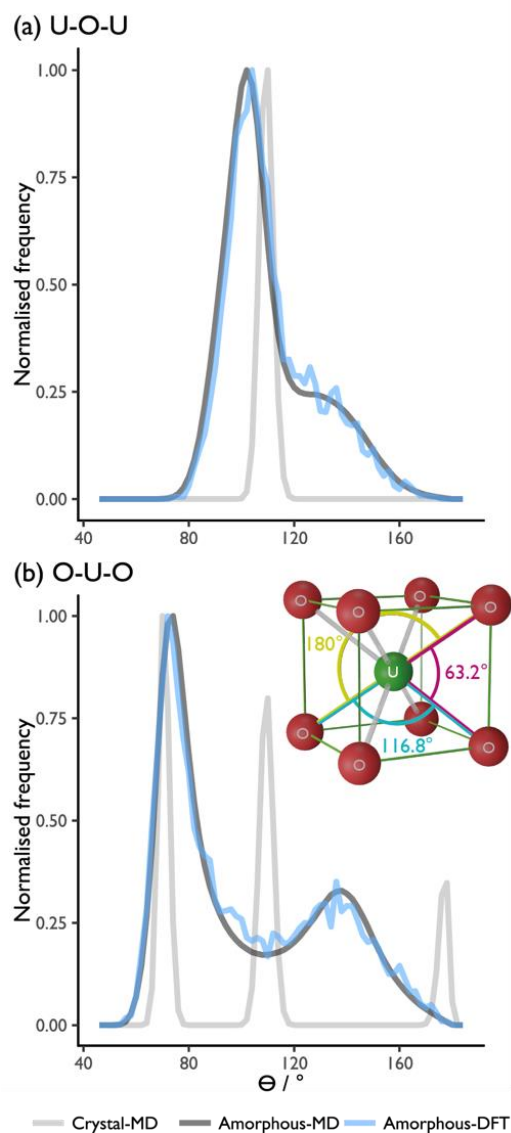 (a) U-O-U
Normalised frequency
1.00
0.75
0.50
0.25
0.00
40 80 120 160
(b) O-U-O
Normalised frequency
1.00
0.75
0.50
0.25
0.00
O O
O O
180°
U 63.2°
O O
116.8°
O O
40 80 120 160
Θ / °
Crystal-MD Amorphous-MD Amorphous-DFT